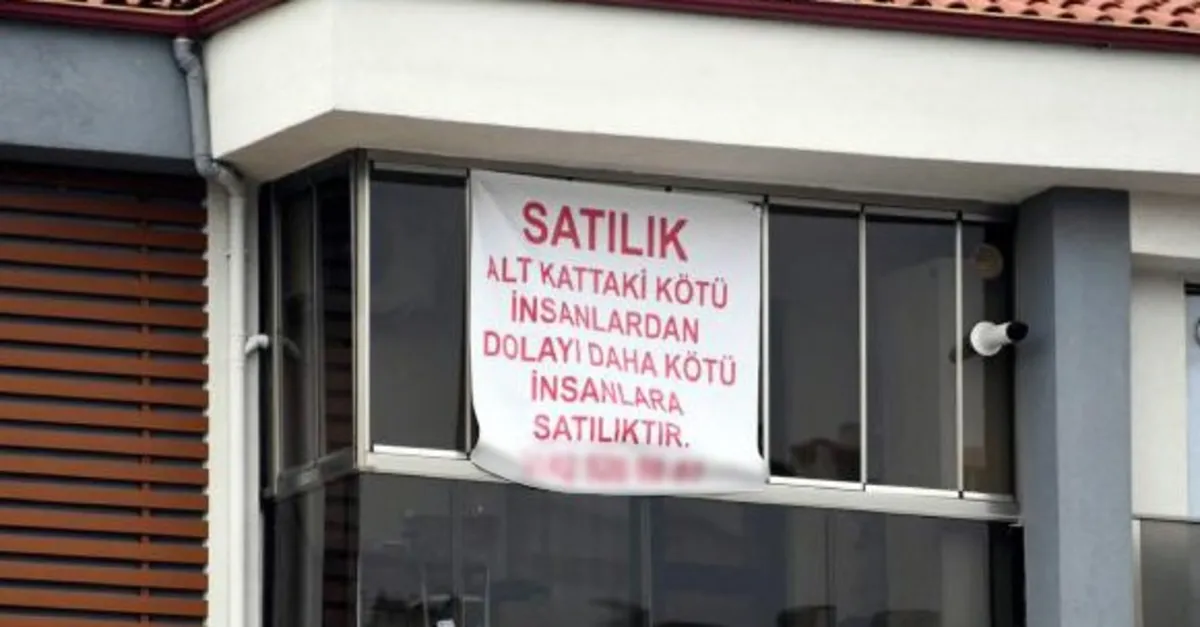 SATILIK
ALT KATTAKİ KÖTÜ
İNSANLARDAN
DOLAYI DAHA KÖTÜ
İNSANLARA
SATILIKTIR.